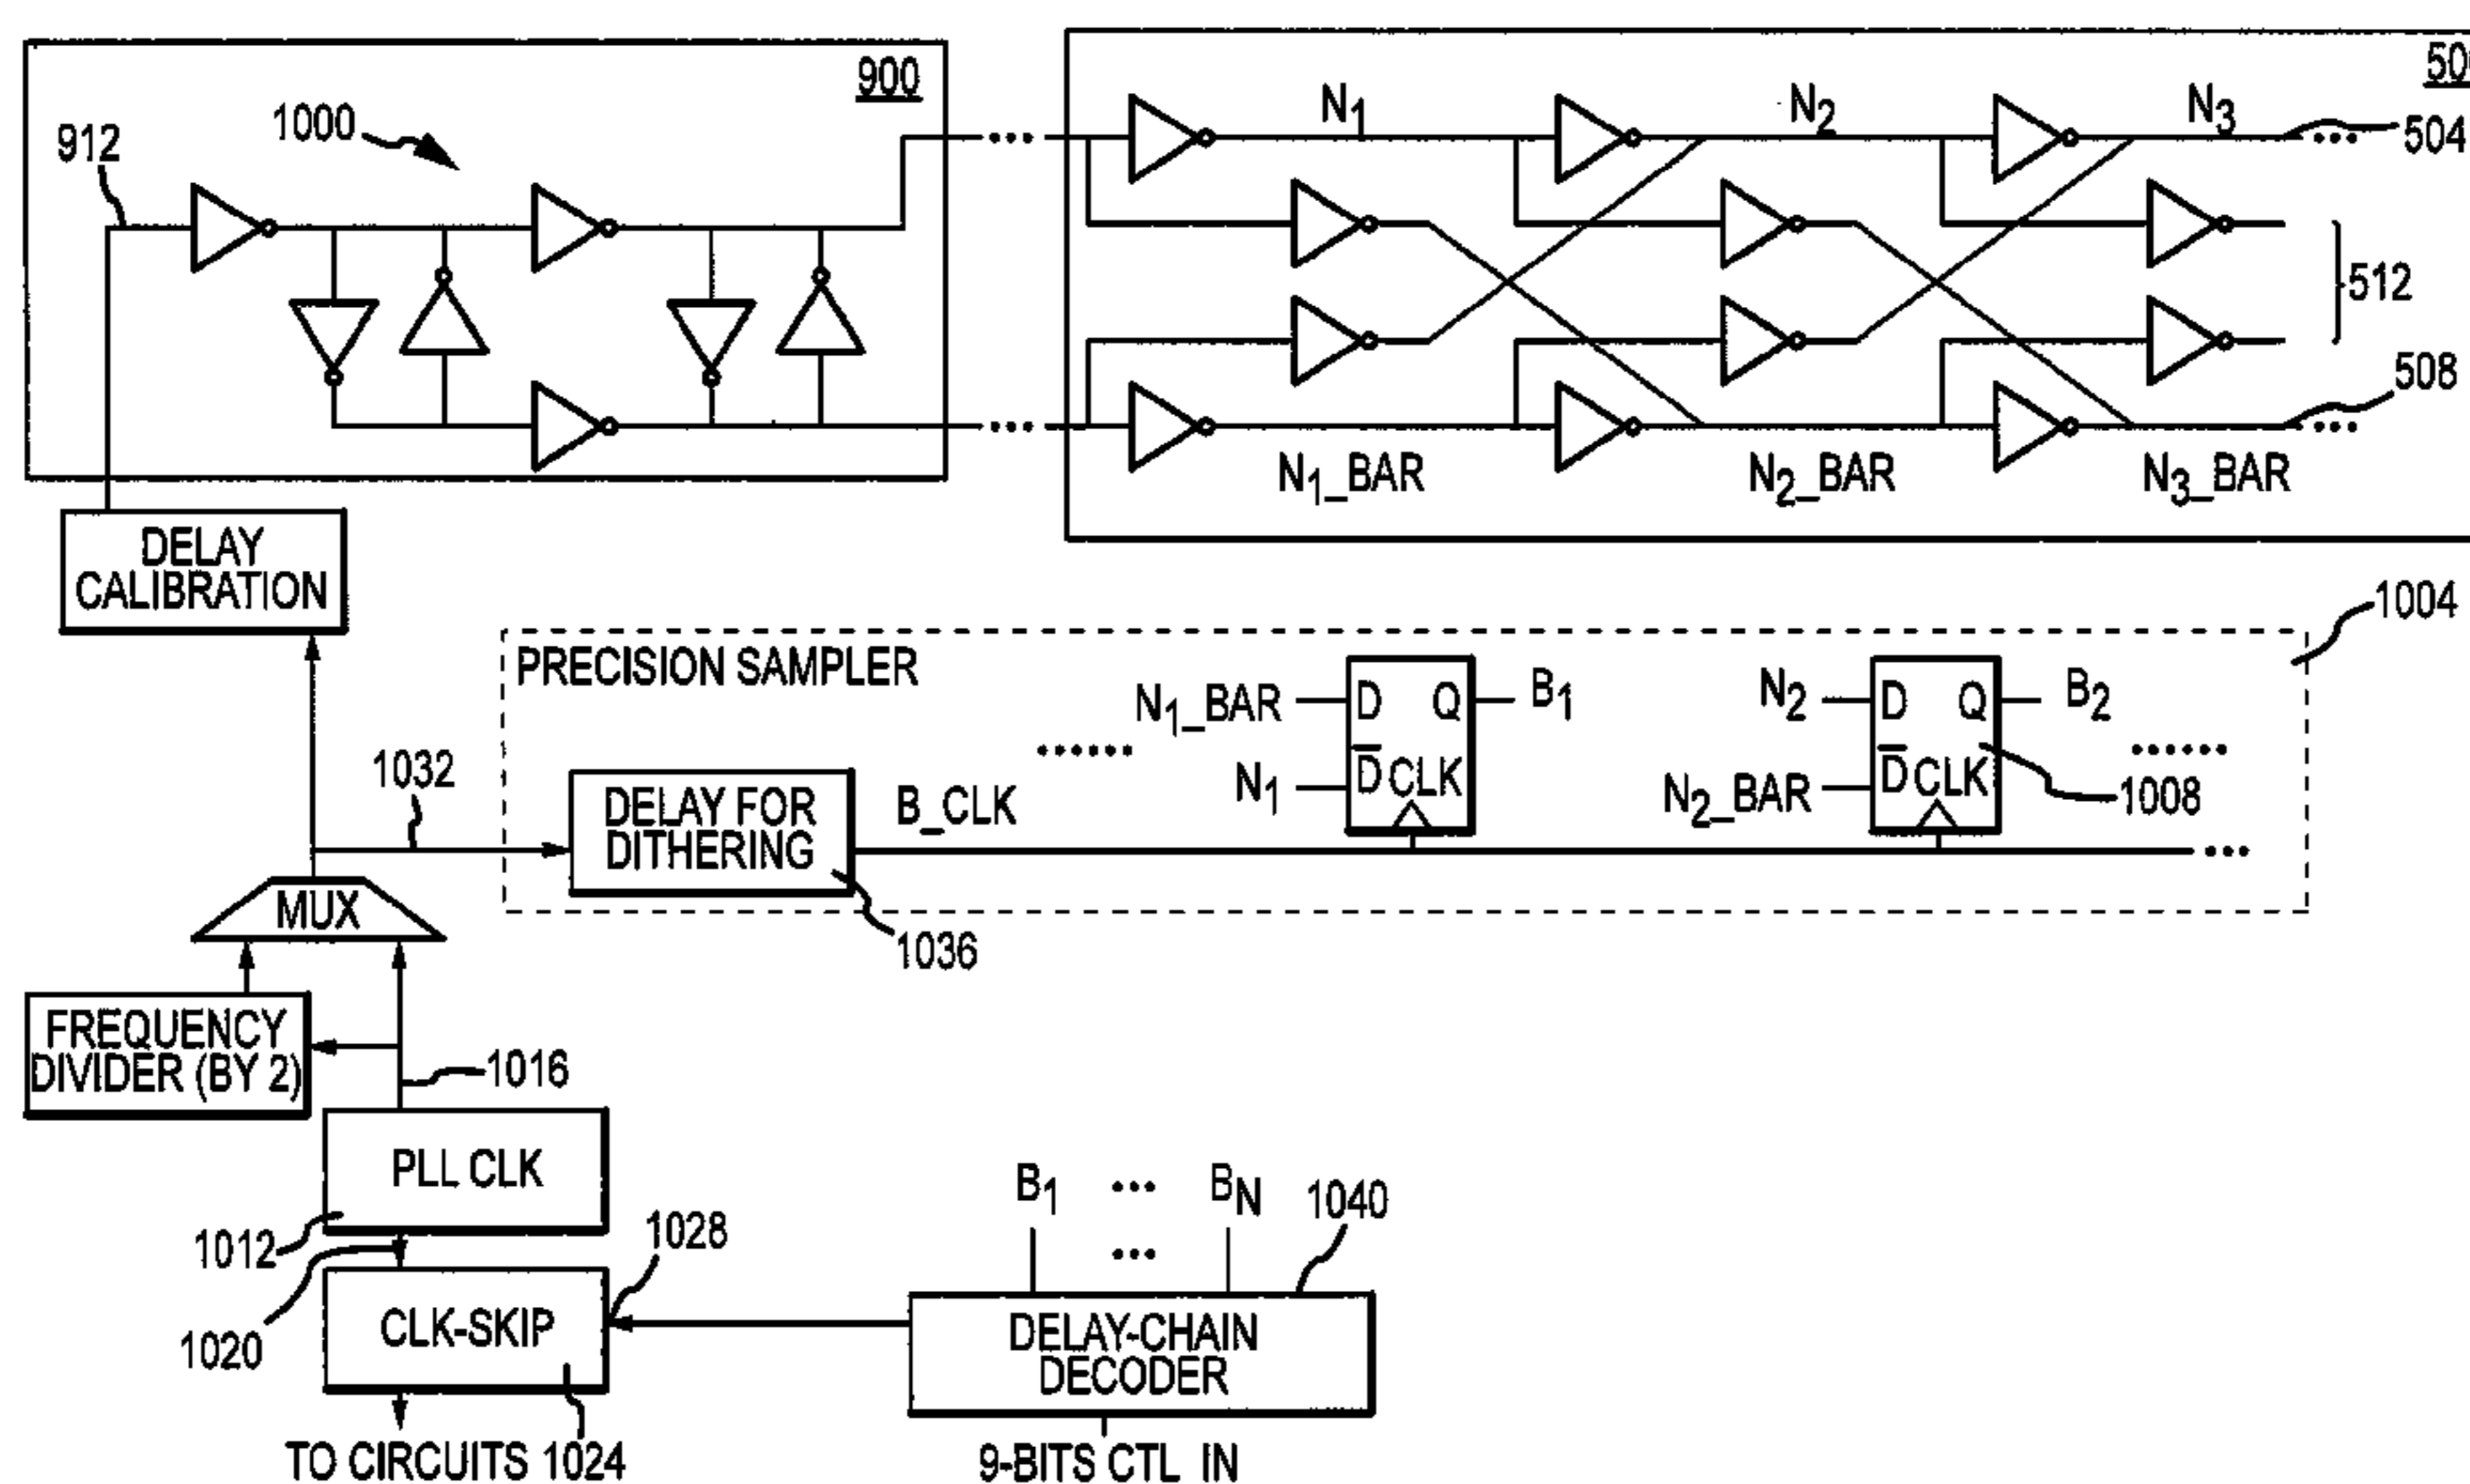 900
500
1000
912
N1
N2
N3
504
512
508
N1_BAR
N2_BAR
N3_BAR
DELAY
CALIBRATION
1004
PRECISION SAMPLER
N1_BAR
D
Q
B1
N1
D
CLK
N2
D
Q
B2
N2_BAR
D
CLK
1008
1032
DELAY FOR
DITHERING
B_CLK
1036
MUX
FREQUENCY
DIVIDER (BY 2)
1016
PLL CLK
1012
1020
1028
CLK-SKIP
B1
...
BN
...
1040
DELAY-CHAIN
DECODER
TO CIRCUITS 1024
9-BITS CTL IN